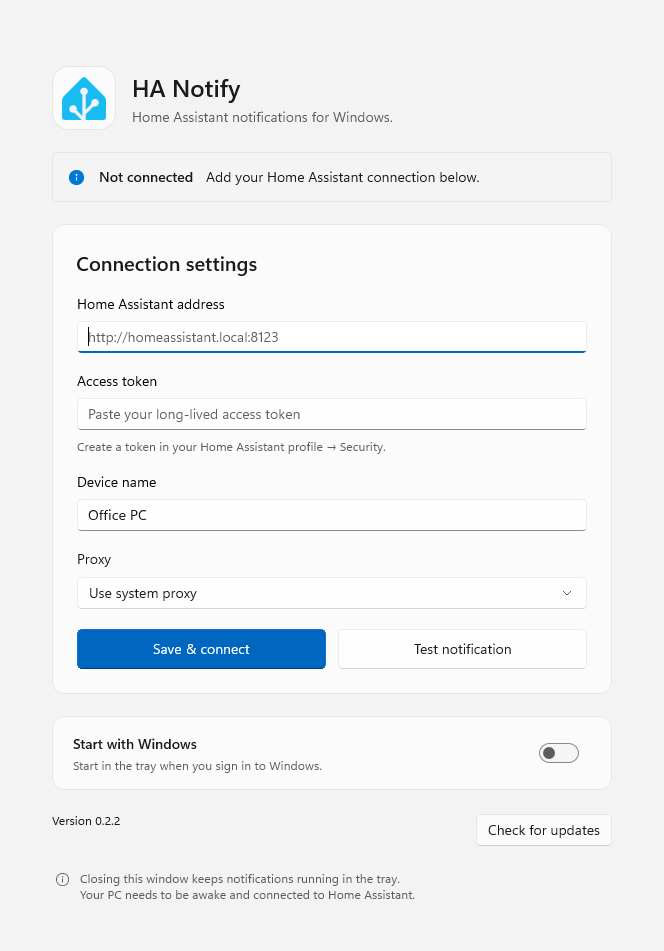 HA Notify
Home Assistant notifications for Windows.
Not connected Add your Home Assistant connection below.
Connection settings
Home Assistant address
http://homeassistant.local:8123
Access token
Paste your long-lived access token
Create a token in your Home Assistant profile → Security.
Device name
Office PC
Proxy
Use system proxy
Save & connect Test notification
Start with Windows
Start in the tray when you sign in to Windows.
Version 0.2.2
Check for updates
Closing this window keeps notifications running in the tray.
Your PC needs to be awake and connected to Home Assistant.